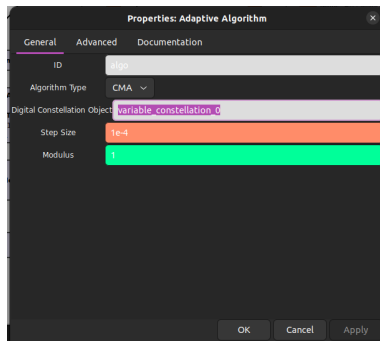 Properties: Adaptive Algorithm
General Advanced Documentation
ID algo
Algorithm Type CMA
Digital Constellation Object variable_constellation_0
Step Size 1e-4
Modulus 1
OK Cancel Apply